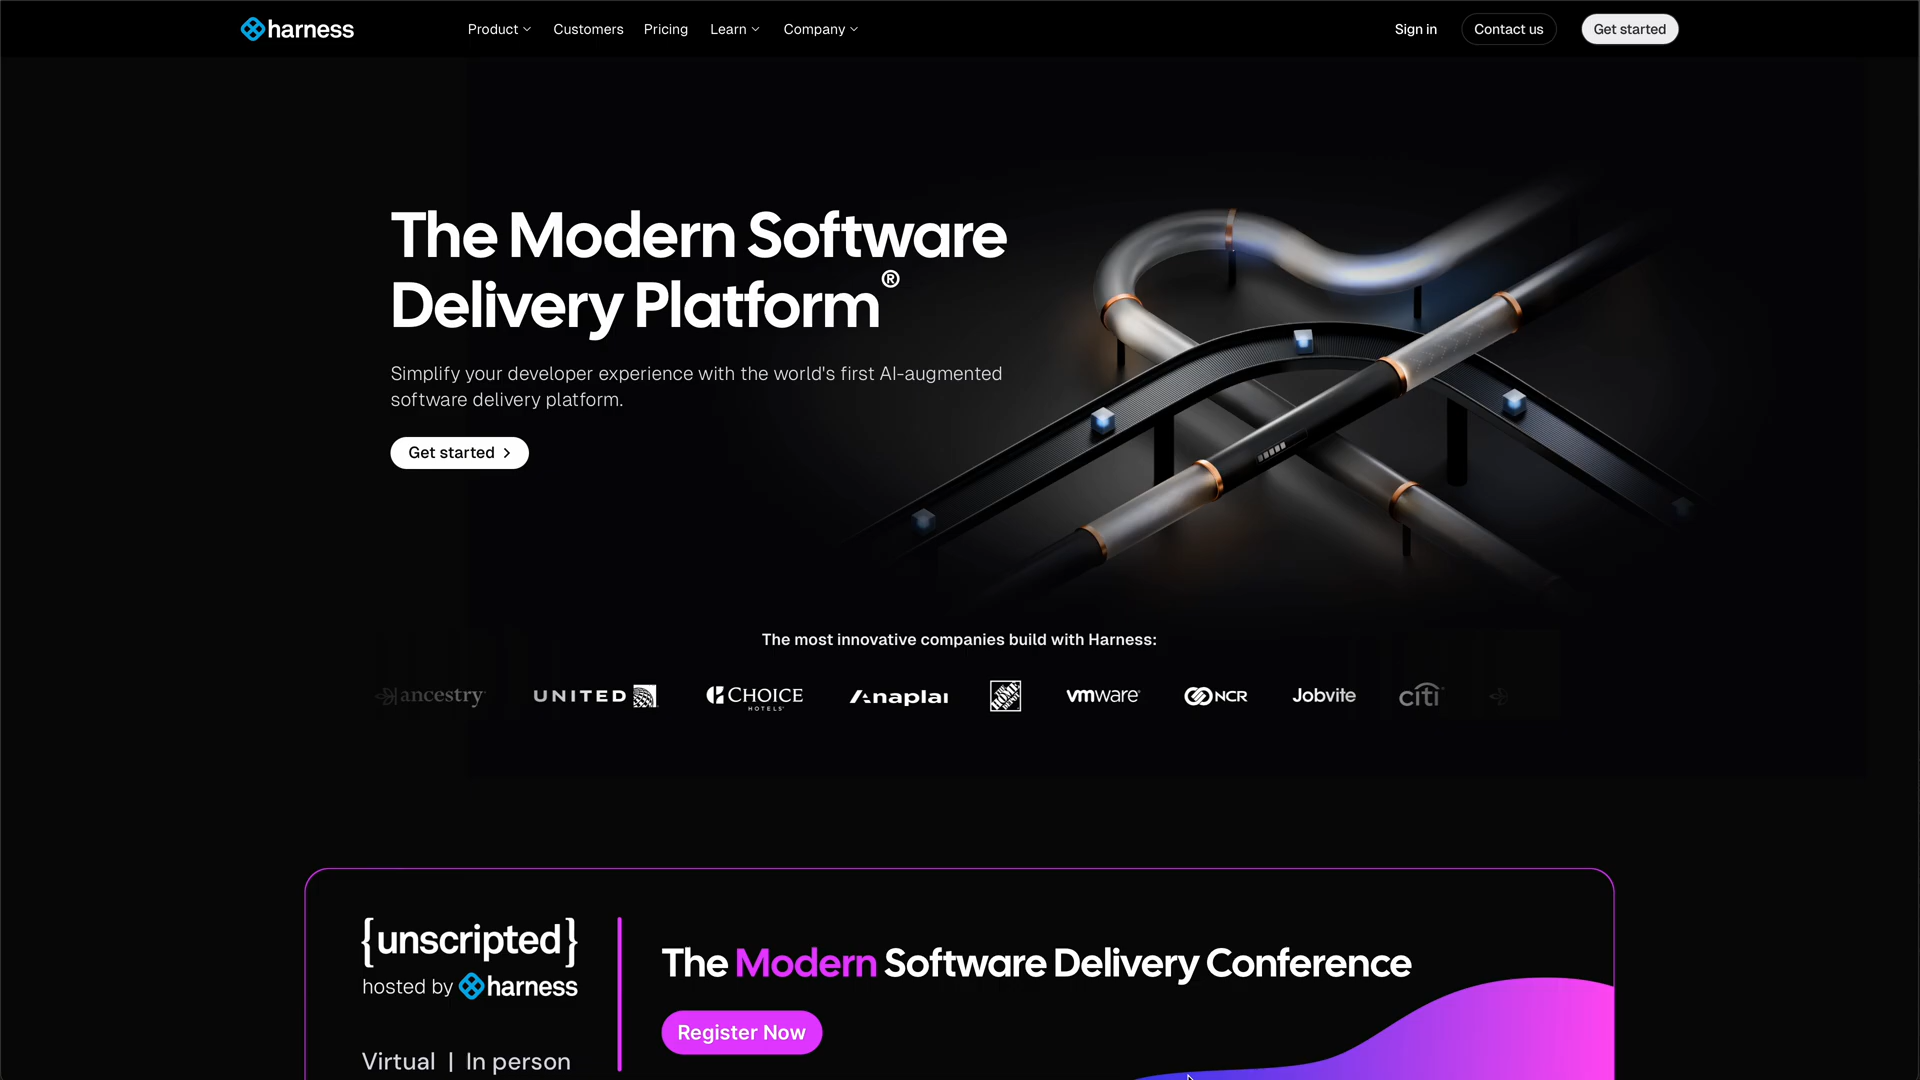 harness
Product
Customers
Pricing
Learn
Company
Sign in
Contact us
Get started
The Modern Software
Delivery Platform®
Simplify your developer experience with the world's first AI-augmented
software delivery platform.
Get started
The most innovative companies build with Harness:
ancestry
UNITED
CHOICE
HOTELS
Anaplan
THE HOME DEPOT
vmware
NCR
Jobvite
citi
{unscripted}
hosted by harness
Virtual | In person
The Modern Software Delivery Conference
Register Now